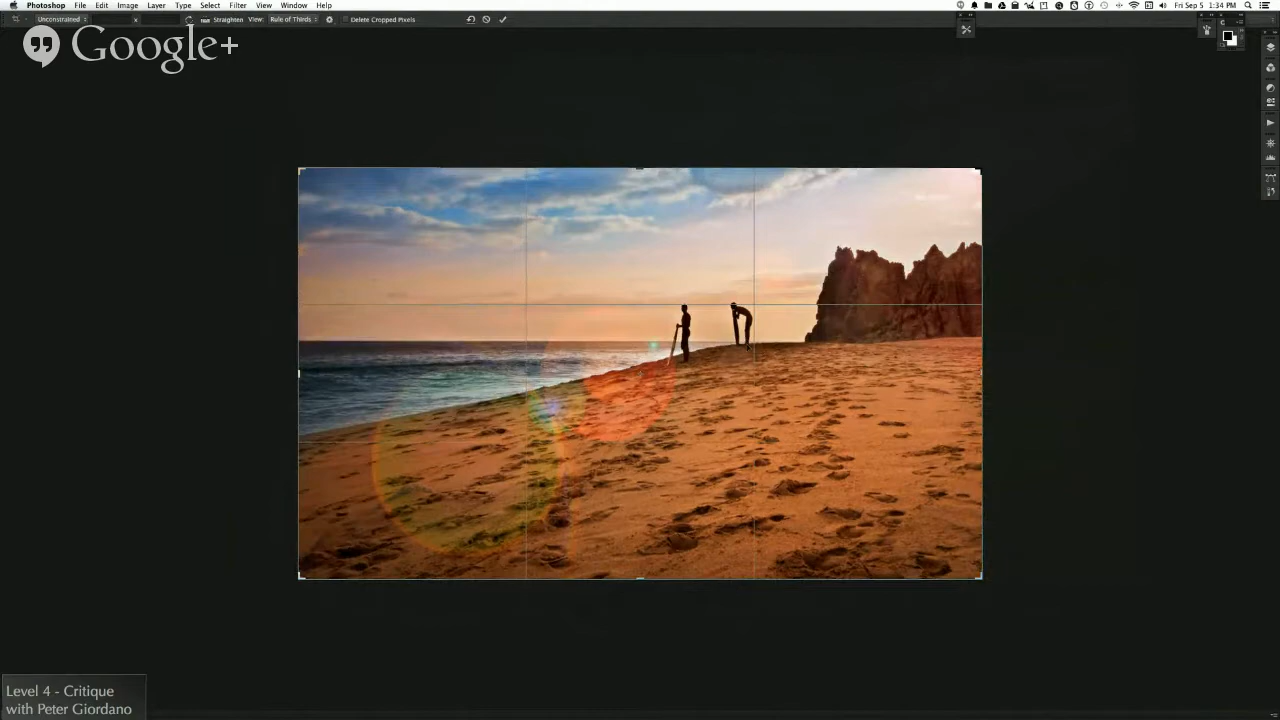 Photoshop File Edit Image Layer Type Select Filter View Window Help Fri Sep 5 1:34 PM
Unconstrained x Straighten View: Rule of Thirds Delete Cropped Pixels
Google+
Level 4 - Critique
with Peter Giordano